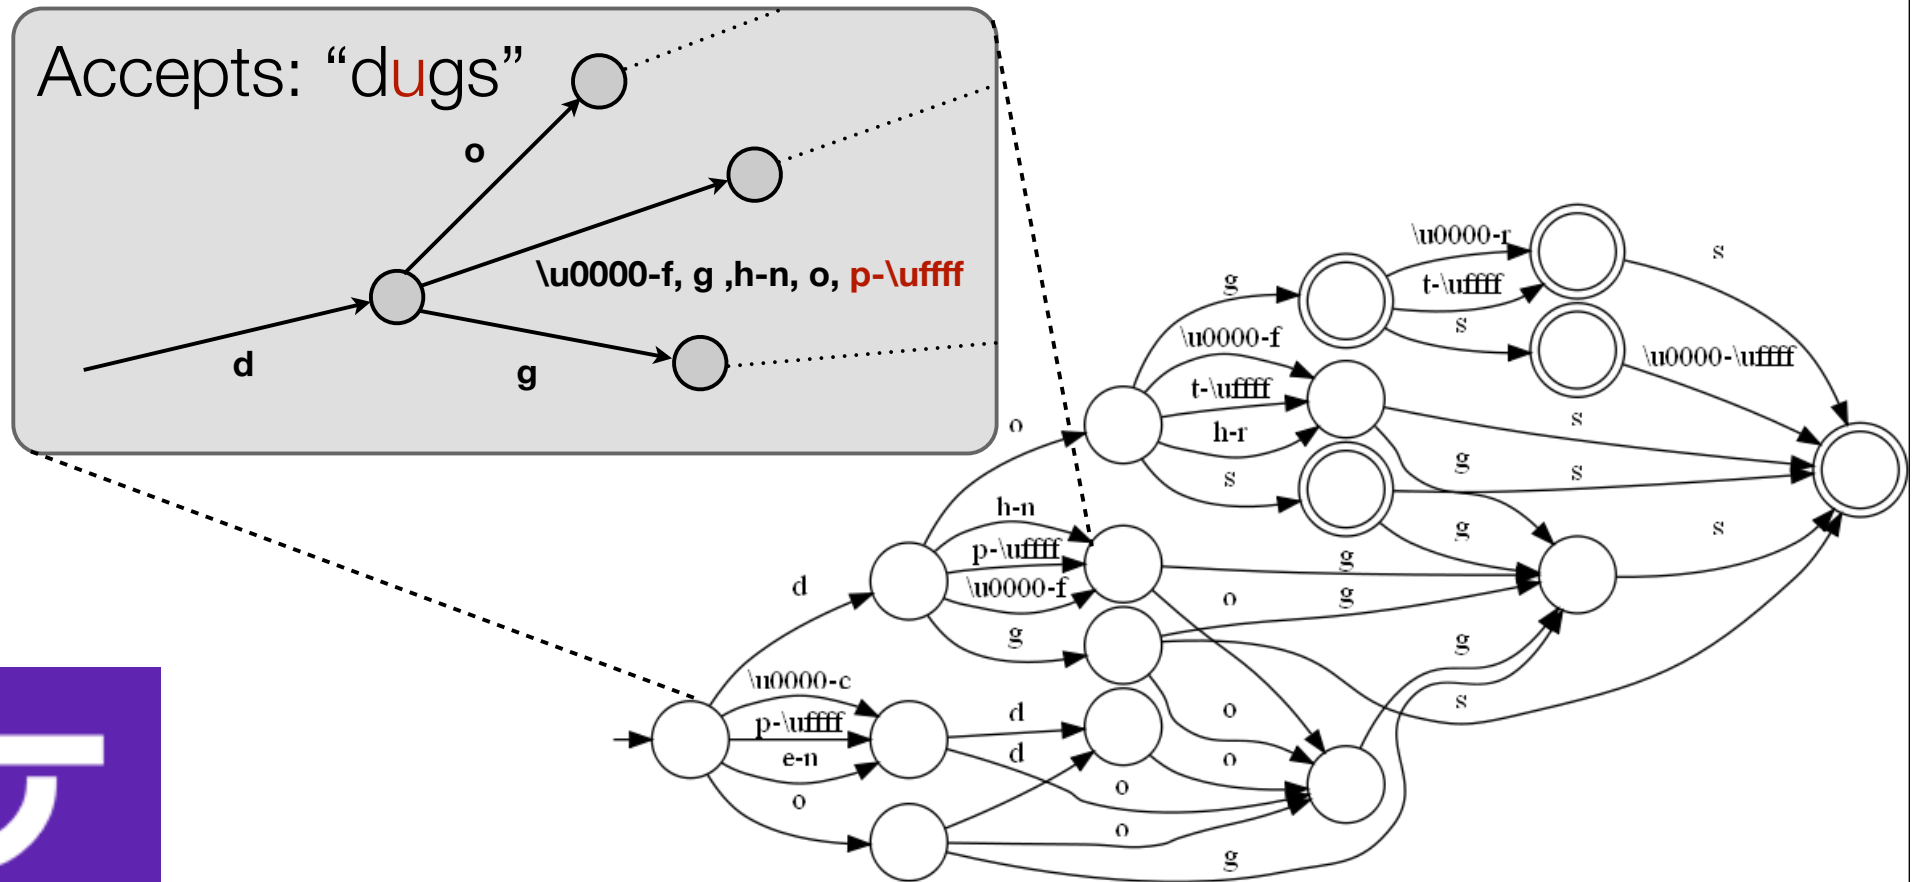 Accepts: “dugs”
o
\u0000-f, g ,h-n, o, p-\uffff
d
g
\u0000-r
s
g
t-\uffff
s
\u0000-f
\u0000-\uffff
t-\uffff
s
o
h-r
g
s
s
h-n
g
s
p-\uffff
g
d
\u0000-f
o
g
g
g
\u0000-c
s
d
o
p-\uffff
d
o
e-n
o
o
o
g